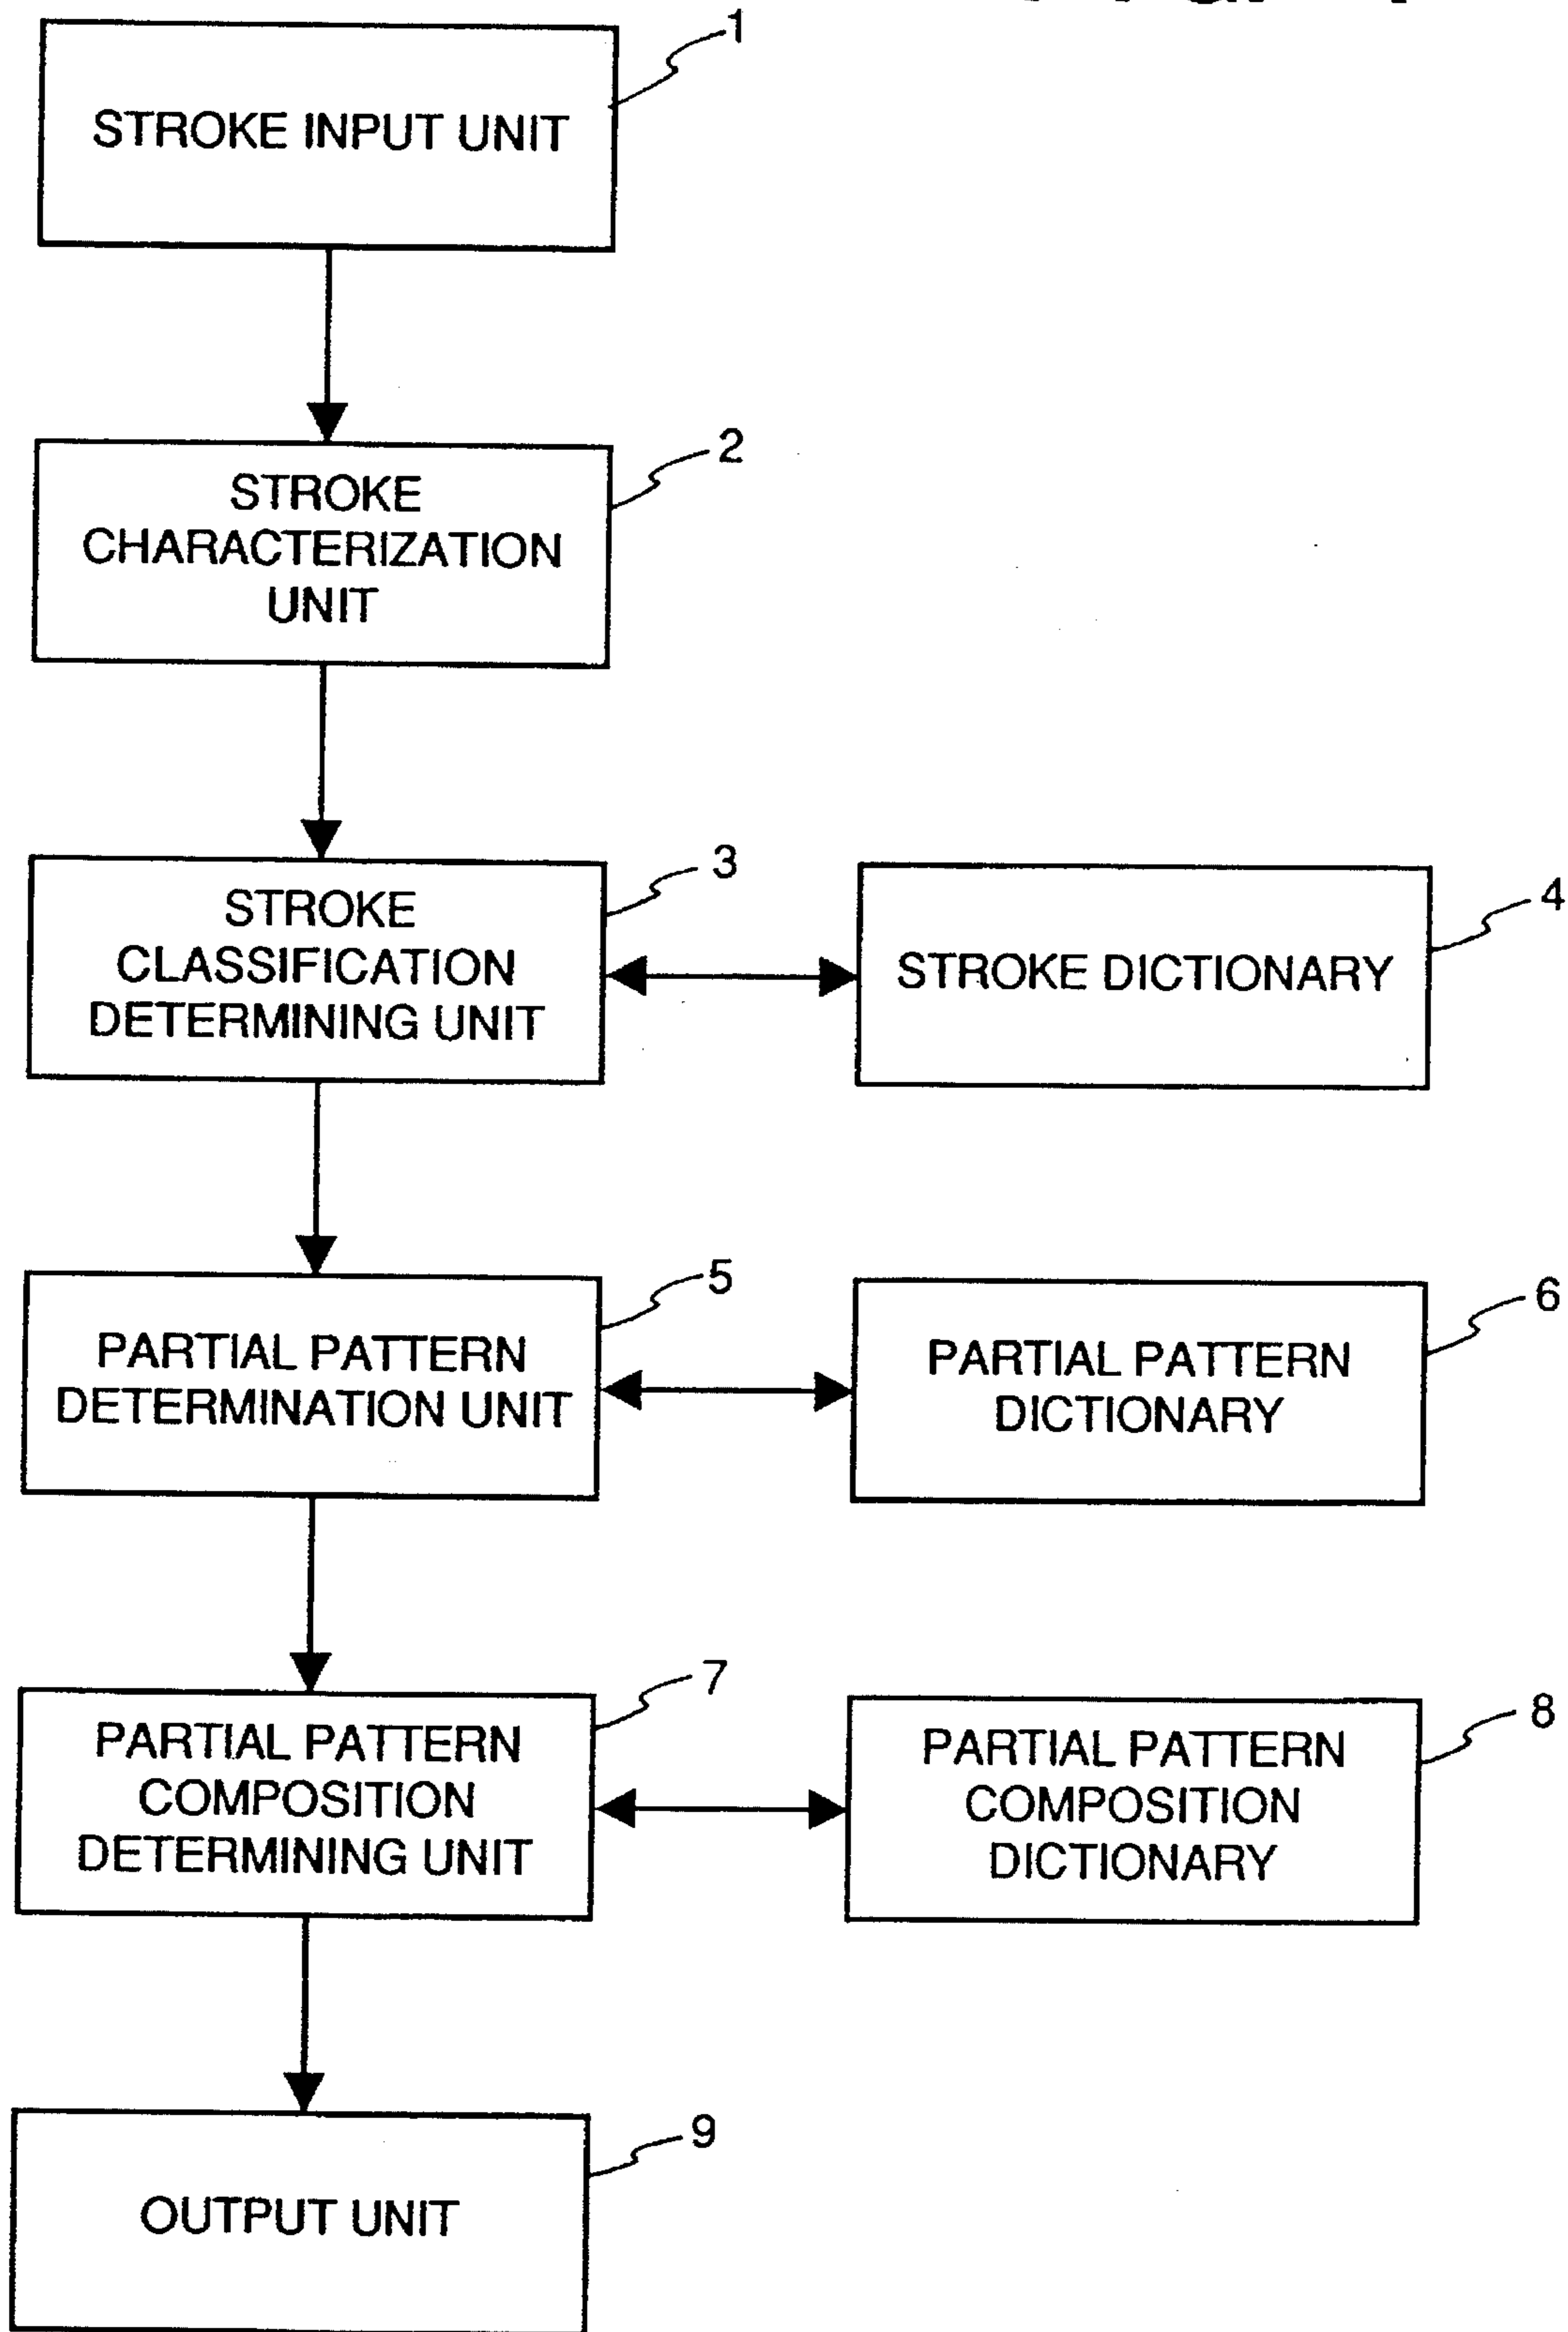 1
STROKE INPUT UNIT
2
STROKE
CHARACTERIZATION
UNIT
3
STROKE
CLASSIFICATION
DETERMINING UNIT
4
STROKE DICTIONARY
5
PARTIAL PATTERN
DETERMINATION UNIT
6
PARTIAL PATTERN
DICTIONARY
7
PARTIAL PATTERN
COMPOSITION
DETERMINING UNIT
8
PARTIAL PATTERN
COMPOSITION
DICTIONARY
9
OUTPUT UNIT